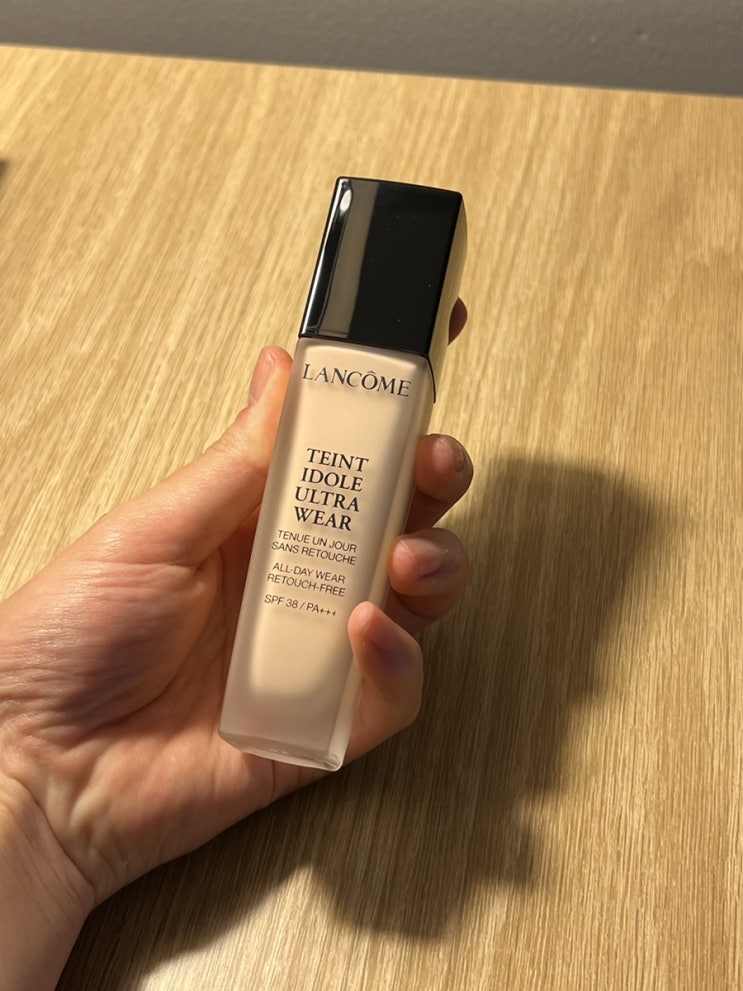 LANCÔME
TEINT
IDOLE
ULTRA
WEAR
TENUE UN JOUR
SANS RETOUCHE
ALL-DAY WEAR
RETOUCH-FREE
SPF 38 / PA+++